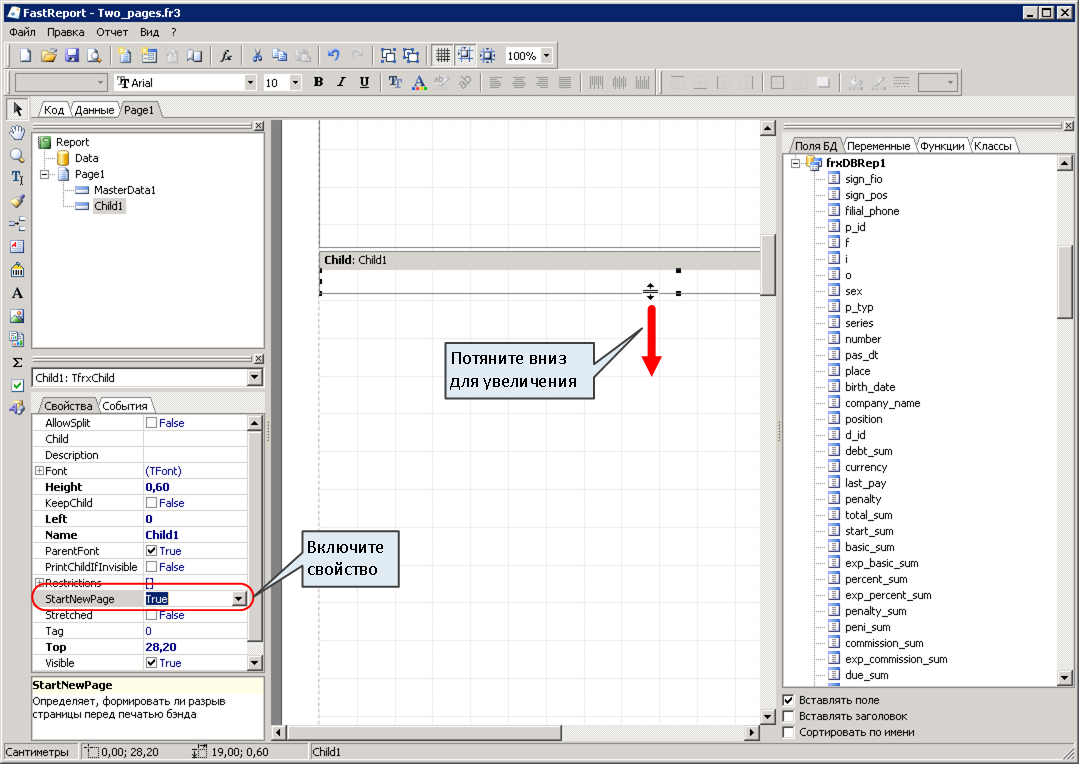 FastReport - Two_pages.fr3
Файл Правка Отчет Вид ?
100%
Arial 10 B I U
Код Данные Page1
Report
Data
Page1
MasterData1
Child1
Child1: TfrxChild
Свойства События
AllowSplit False
Child
Description
Font (TFont)
Height 0,60
KeepChild False
Left 0
Name Child1
ParentFont True
PrintChildIfInvisible False
Restrictions []
StartNewPage True
Stretched False
Tag 0
Top 28,20
Visible True
StartNewPage
Определяет, формировать ли разрыв
страницы перед печатью бэнда
Child: Child1
Потяните вниз
для увеличения
Включите
свойство
Поля БД Переменные Функции Классы
frxDBRep1
sign_fio
sign_pos
filial_phone
p_id
f
i
o
sex
p_typ
series
number
pas_dt
place
birth_date
company_name
position
d_id
debt_sum
currency
last_pay
penalty
total_sum
start_sum
basic_sum
exp_basic_sum
percent_sum
exp_percent_sum
penalty_sum
peni_sum
commission_sum
exp_commission_sum
due_sum
Вставлять поле
Вставлять заголовок
Сортировать по имени
Сантиметры 0,00; 28,20 19,00; 0,60 Child1